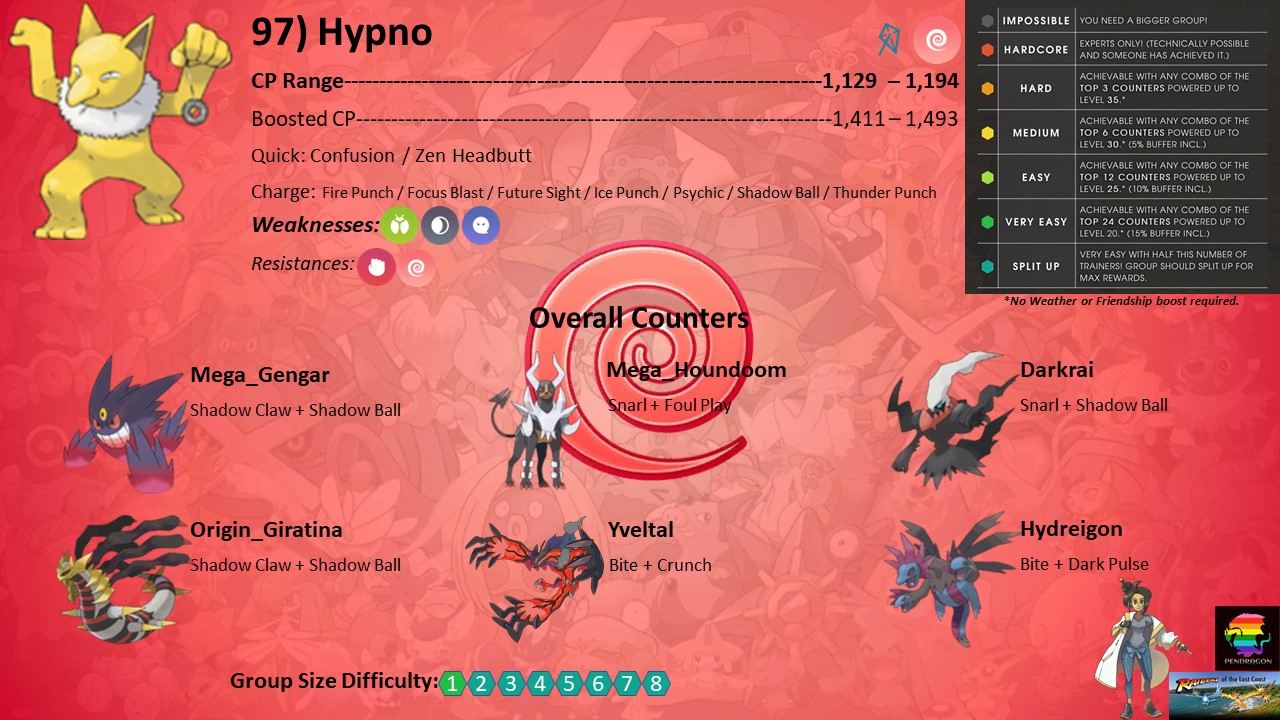 97) Hypno
CP Range------------------------------------------------------------------------1,129 – 1,194
Boosted CP-----------------------------------------------------------------------1,411 – 1,493
Quick: Confusion / Zen Headbutt
Charge: Fire Punch / Focus Blast / Future Sight / Ice Punch / Psychic / Shadow Ball / Thunder Punch
Weaknesses:
Resistances:
IMPOSSIBLE YOU NEED A BIGGER GROUP!
HARDCORE EXPERTS ONLY! (TECHNICALLY POSSIBLE
AND SOMEONE HAS ACHIEVED IT.)
HARD ACHIEVABLE WITH ANY COMBO OF THE
TOP 3 COUNTERS POWERED UP TO
LEVEL 35.*
MEDIUM ACHIEVABLE WITH ANY COMBO OF THE
TOP 6 COUNTERS POWERED UP TO
LEVEL 30.* (5% BUFFER INCL.)
EASY ACHIEVABLE WITH ANY COMBO OF THE
TOP 12 COUNTERS POWERED UP TO
LEVEL 25.* (10% BUFFER INCL.)
VERY EASY ACHIEVABLE WITH ANY COMBO OF THE
TOP 24 COUNTERS POWERED UP TO
LEVEL 20.* (15% BUFFER INCL.)
SPLIT UP VERY EASY WITH HALF THIS NUMBER OF
TRAINERS! GROUP SHOULD SPLIT UP FOR
MAX REWARDS.
*No Weather or Friendship boost required.
Overall Counters
Mega_Gengar
Shadow Claw + Shadow Ball
Mega_Houndoom
Snarl + Foul Play
Darkrai
Snarl + Shadow Ball
Origin_Giratina
Shadow Claw + Shadow Ball
Yveltal
Bite + Crunch
Hydreigon
Bite + Dark Pulse
Group Size Difficulty: 1 2 3 4 5 6 7 8
PENDRAGON
RAIDERS of the Lost Coast